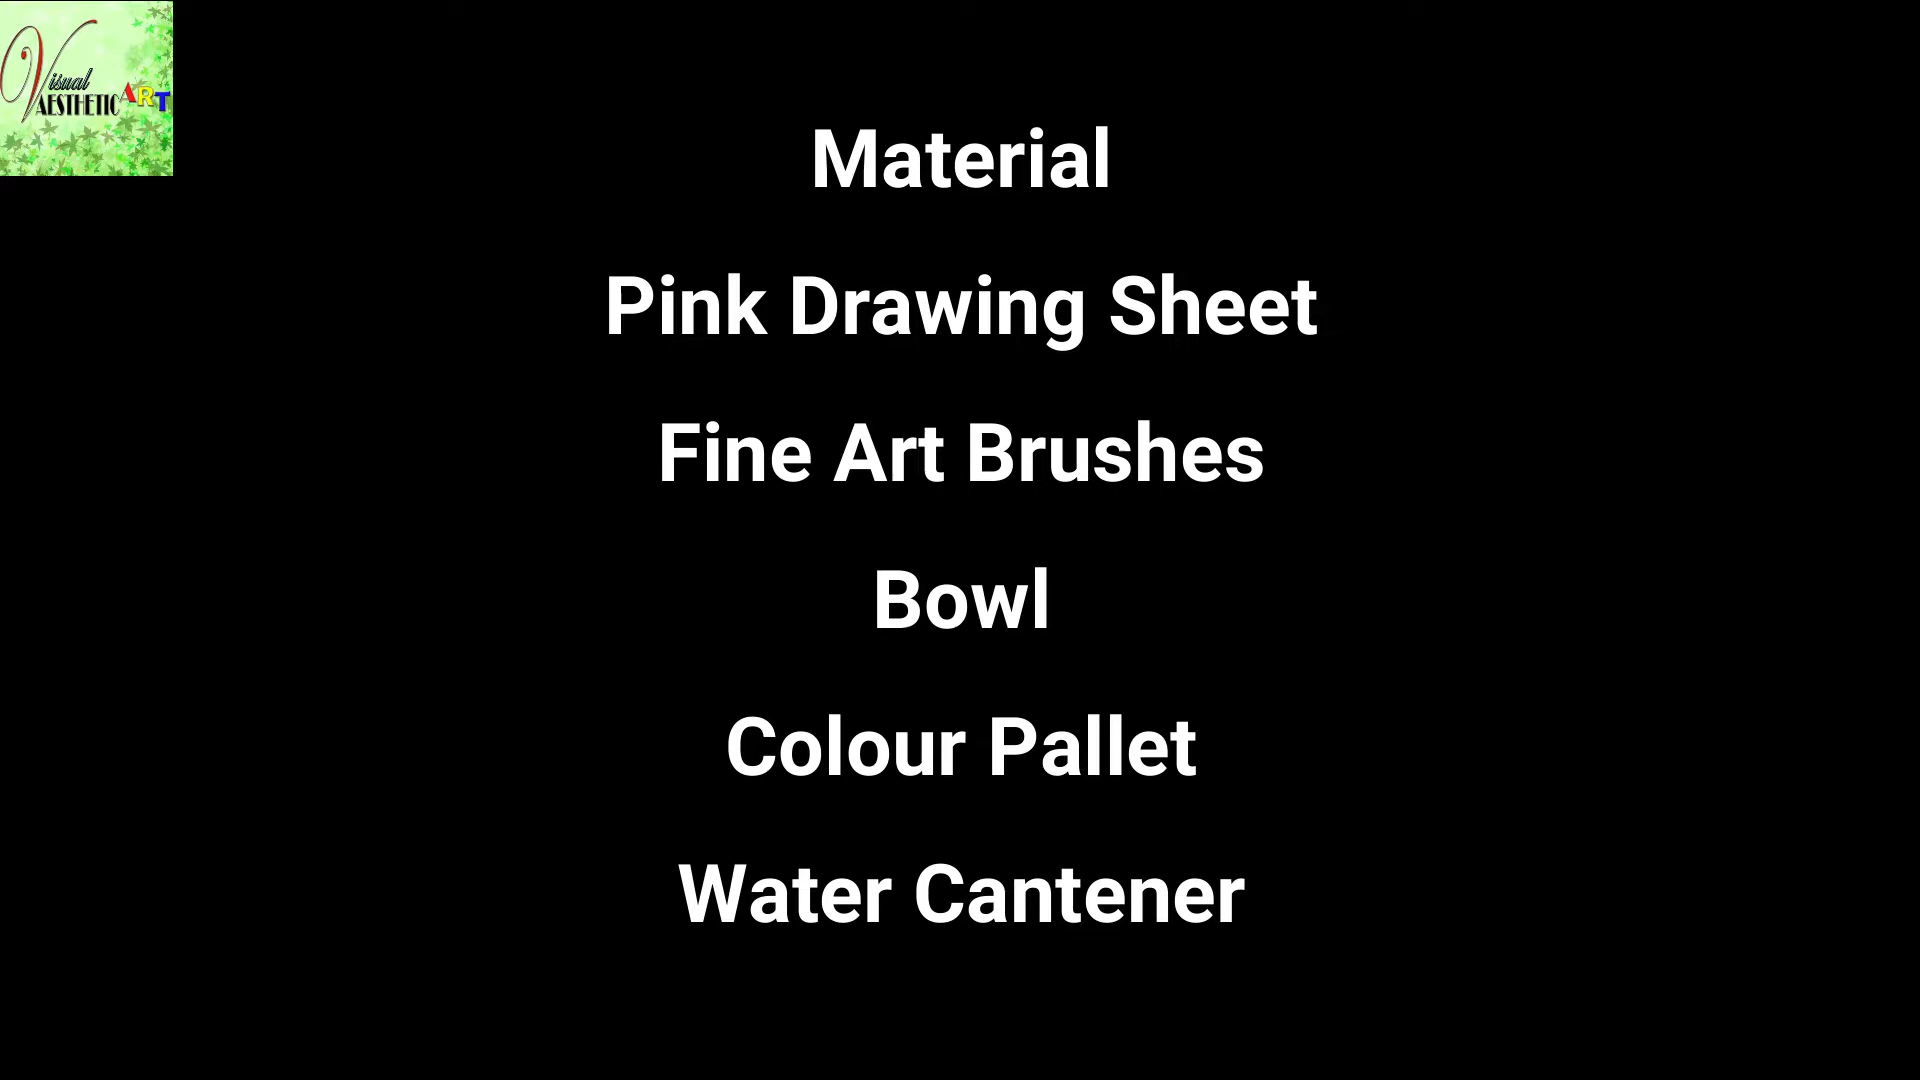 Visual
AESTHETIC ART
Material
Pink Drawing Sheet
Fine Art Brushes
Bowl
Colour Pallet
Water Cantener